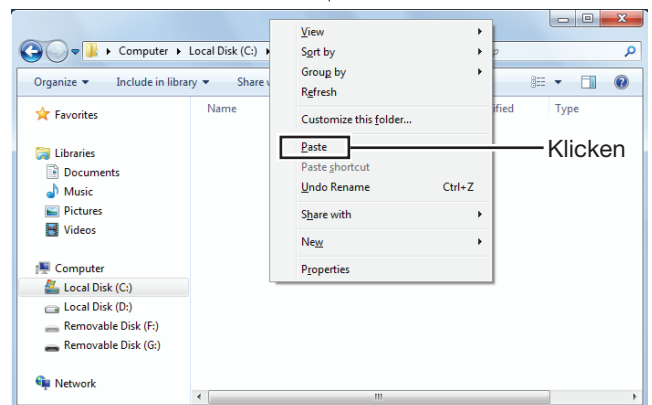 Computer Local Disk (C:)
Organize Include in library Share
Name
Type
Favorites
Libraries
Documents
Music
Pictures
Videos
Computer
Local Disk (C:)
Local Disk (D:)
Removable Disk (F:)
Removable Disk (G:)
Network
View
Sort by
Group by
Refresh
Customize this folder...
Paste
Paste shortcut
Undo Rename Ctrl+Z
Share with
New
Properties
Klicken